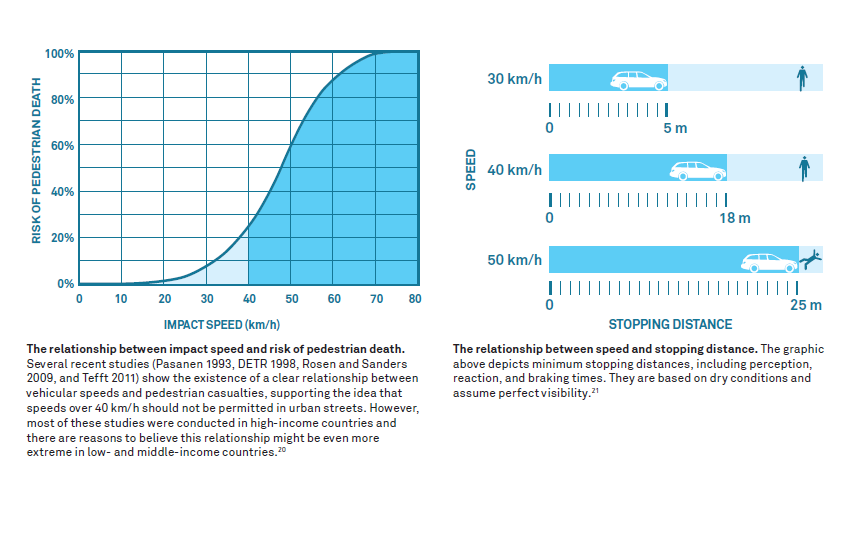 RISK OF PEDESTRIAN DEATH
100%
80%
60%
40%
20%
0%
0 10 20 30 40 50 60 70 80
IMPACT SPEED (km/h)
The relationship between impact speed and risk of pedestrian death.
Several recent studies (Pasanen 1993, DETR 1998, Rosen and Sanders
2009, and Tefft 2011) show the existence of a clear relationship between
vehicular speeds and pedestrian casualties, supporting the idea that
speeds over 40 km/h should not be permitted in urban streets. However,
most of these studies were conducted in high-income countries and
there are reasons to believe this relationship might be even more
extreme in low- and middle-income countries.20
SPEED
30 km/h
0 5 m
40 km/h
0 18 m
50 km/h
0 25 m
STOPPING DISTANCE
The relationship between speed and stopping distance. The graphic
above depicts minimum stopping distances, including perception,
reaction, and braking times. They are based on dry conditions and
assume perfect visibility.21